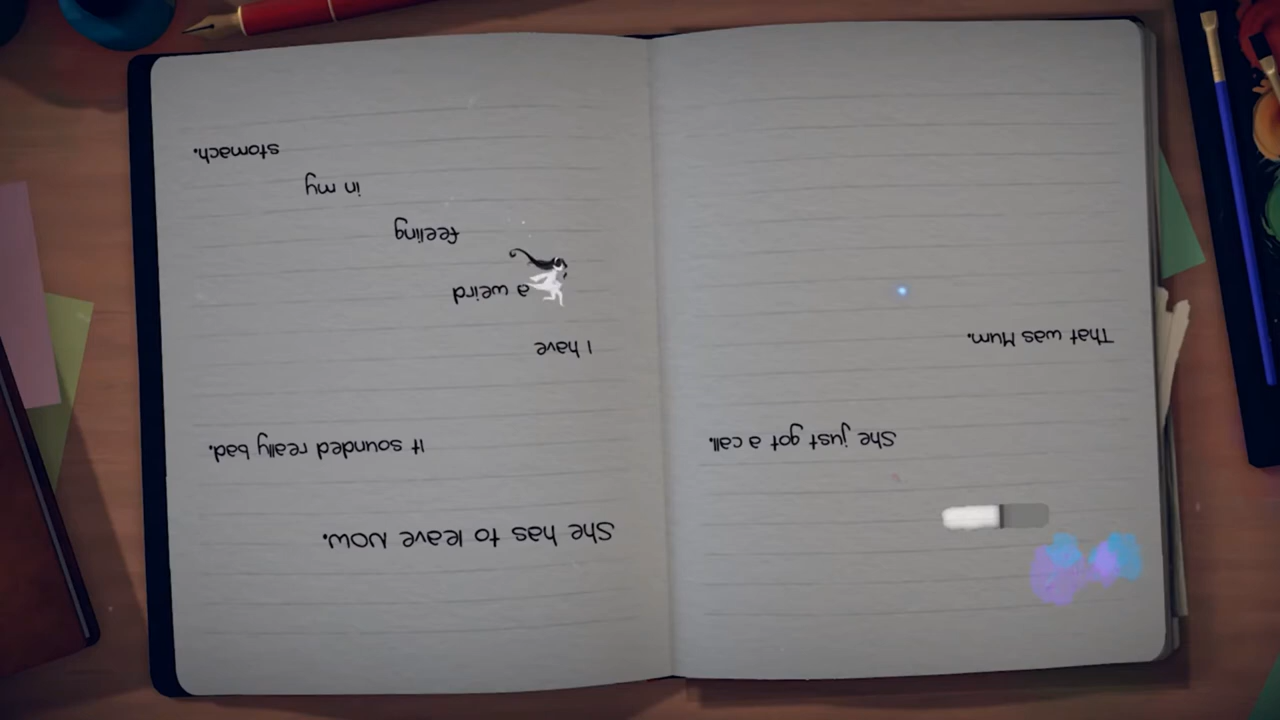 She just got a call.
That was Mum.
She has to leave NOW.
It sounded really bad.
I have
a weird
feeling
in my
stomach.